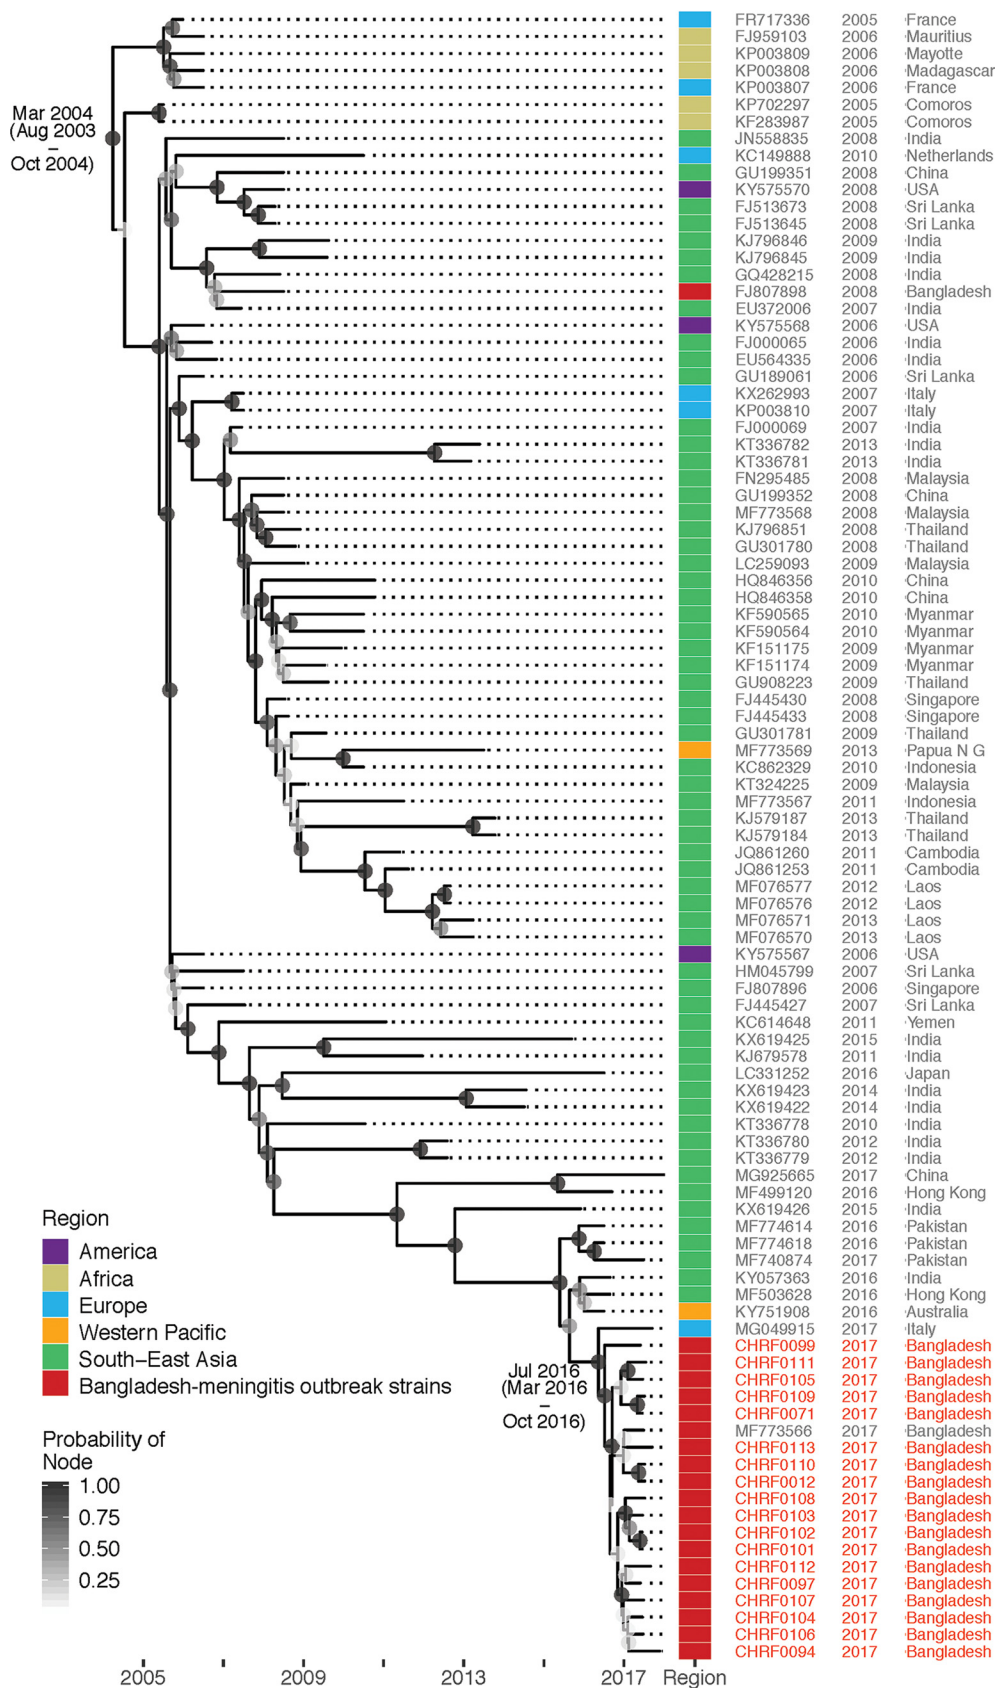 FR717336 2005 France
FJ959103 2006 Mauritius
KP003809 2006 Mayotte
KP003808 2006 Madagascar
KP003807 2006 France
KP702297 2005 Comoros
KF283987 2005 Comoros
JN558835 2008 India
KC149888 2010 Netherlands
GU199351 2008 China
KY575570 2008 USA
FJ513673 2008 Sri Lanka
FJ513645 2008 Sri Lanka
KJ796846 2009 India
KJ796845 2009 India
GQ428215 2008 India
FJ807898 2008 Bangladesh
EU372006 2007 India
KY575568 2006 USA
FJ000065 2006 India
EU564335 2006 India
GU189061 2006 Sri Lanka
KX262993 2007 Italy
KP003810 2007 Italy
FJ000069 2007 India
KT336782 2013 India
KT336781 2013 India
FN295485 2008 Malaysia
GU199352 2008 China
MF773568 2008 Malaysia
KJ796851 2008 Thailand
GU301780 2008 Thailand
LC259093 2009 Malaysia
HQ846356 2010 China
HQ846358 2010 China
KF590565 2010 Myanmar
KF590564 2010 Myanmar
KF151175 2009 Myanmar
KF151174 2009 Myanmar
GU908223 2009 Thailand
FJ445430 2008 Singapore
FJ445433 2008 Singapore
GU301781 2009 Thailand
MF773569 2013 Papua N G
KC862329 2010 Indonesia
KT324225 2009 Malaysia
MF773567 2011 Indonesia
KJ579187 2013 Thailand
KJ579184 2013 Thailand
JQ861260 2011 Cambodia
JQ861253 2011 Cambodia
MF076577 2012 Laos
MF076576 2012 Laos
MF076571 2013 Laos
MF076570 2013 Laos
KY575567 2006 USA
HM045799 2007 Sri Lanka
FJ807896 2006 Singapore
FJ445427 2007 Sri Lanka
KC614648 2011 Yemen
KX619425 2015 India
KJ679578 2011 India
LC331252 2016 Japan
KX619423 2014 India
KX619422 2014 India
KT336778 2010 India
KT336780 2012 India
KT336779 2012 India
MG925665 2017 China
MF499120 2016 Hong Kong
KX619426 2015 India
MF774614 2016 Pakistan
MF774618 2016 Pakistan
MF740874 2017 Pakistan
KY057363 2016 India
MF503628 2016 Hong Kong
KY751908 2016 Australia
MG049915 2017 Italy
CHRF0099 2017 Bangladesh
CHRF0111 2017 Bangladesh
CHRF0105 2017 Bangladesh
CHRF0109 2017 Bangladesh
CHRF0071 2017 Bangladesh
MF773566 2017 Bangladesh
CHRF0113 2017 Bangladesh
CHRF0110 2017 Bangladesh
CHRF0012 2017 Bangladesh
CHRF0108 2017 Bangladesh
CHRF0103 2017 Bangladesh
CHRF0102 2017 Bangladesh
CHRF0101 2017 Bangladesh
CHRF0112 2017 Bangladesh
CHRF0097 2017 Bangladesh
CHRF0107 2017 Bangladesh
CHRF0104 2017 Bangladesh
CHRF0106 2017 Bangladesh
CHRF0094 2017 Bangladesh
Mar 2004
(Aug 2003
–
Oct 2004)
Jul 2016
(Mar 2016
–
Oct 2016)
Region
America
Africa
Europe
Western Pacific
South–East Asia
Bangladesh-meningitis outbreak strains
Probability of
Node
1.00
0.75
0.50
0.25
2005 2009 2013 2017 Region